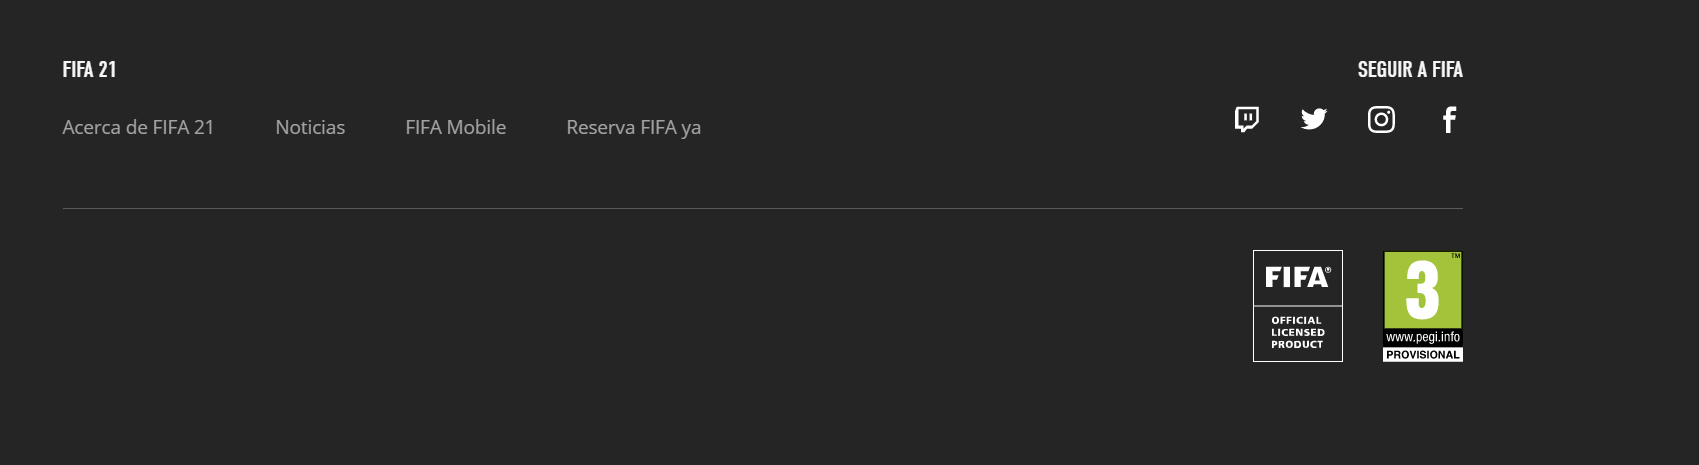 FIFA 21
SEGUIR A FIFA
Acerca de FIFA 21 Noticias FIFA Mobile Reserva FIFA ya
FIFA®
OFFICIAL
LICENSED
PRODUCT
3 ™
www.pegi.info
PROVISIONAL